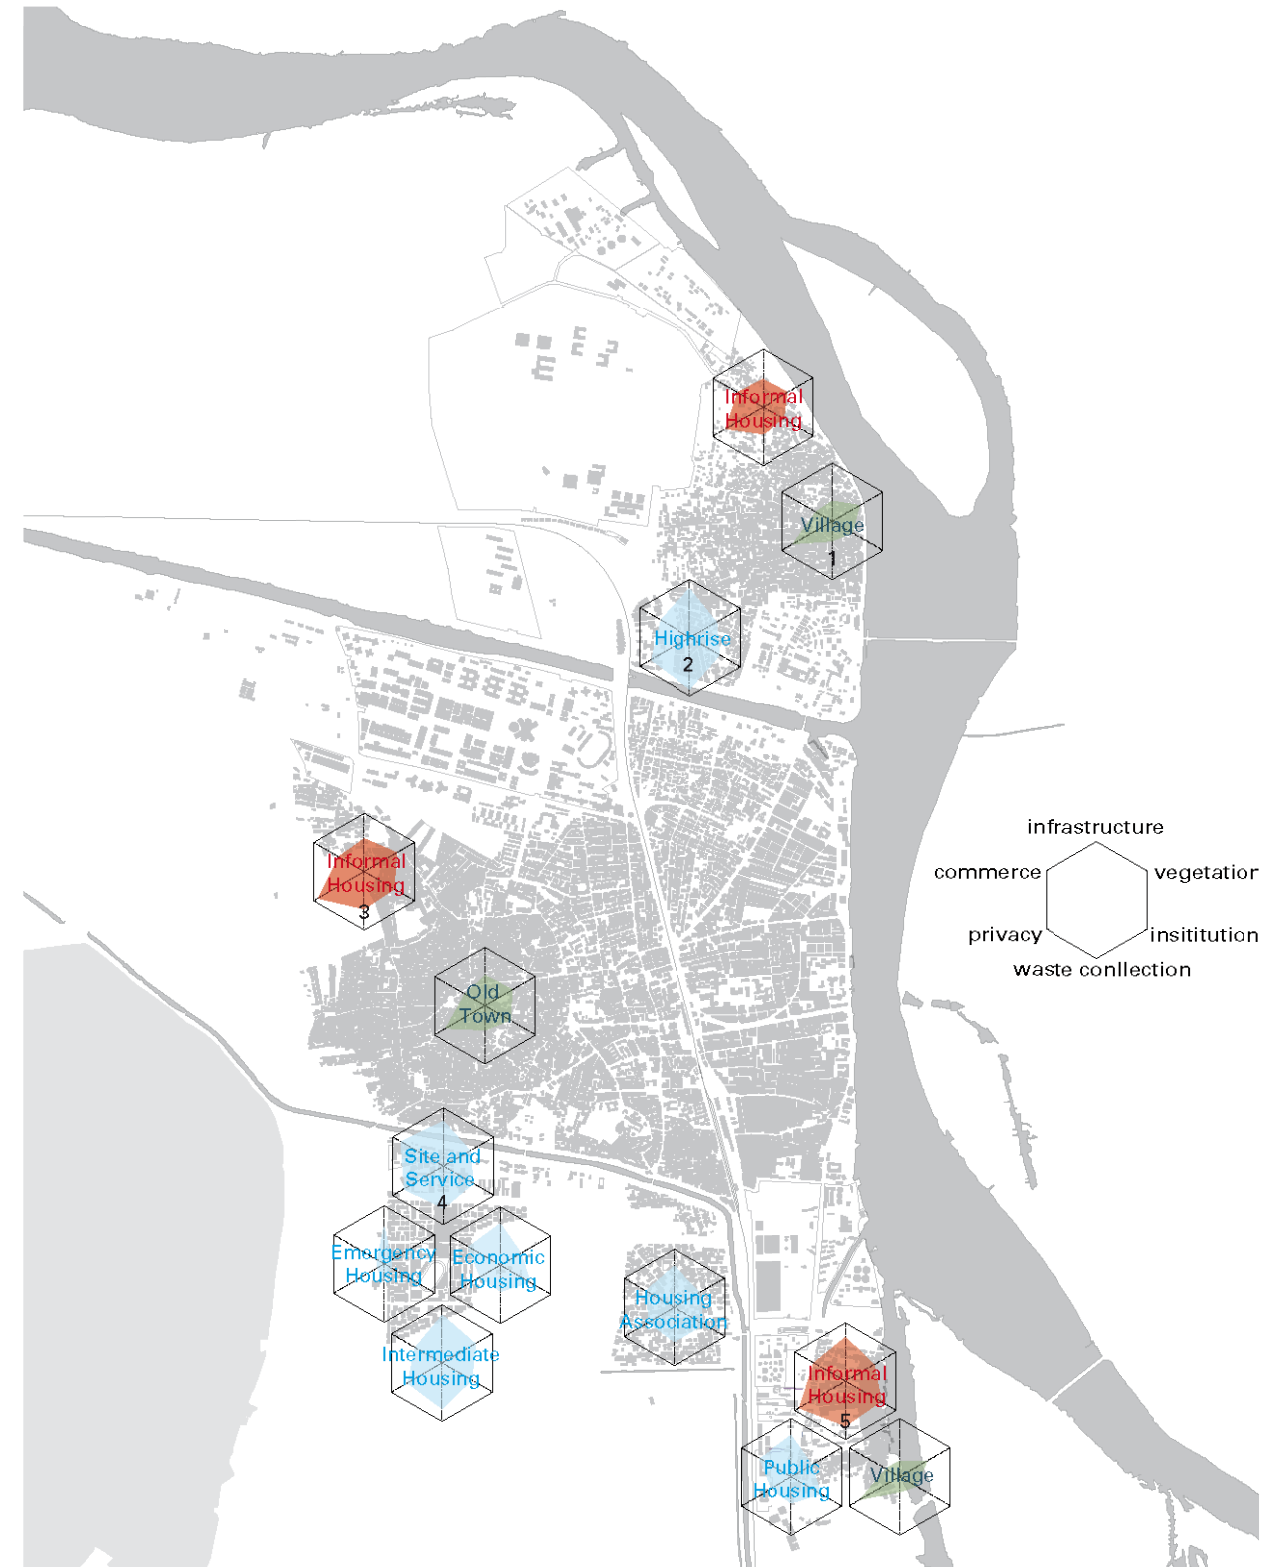 Informal
Housing
Village
1
Highrise
2
infrastructure
commerce
vegetation
privacy
insititution
waste conllection
Informal
Housing
3
Old
Town
Site and
Service
4
Emergency
Housing
Economic
Housing
Housing
Association
Intermediate
Housing
Informal
Housing
5
Public
Housing
Village